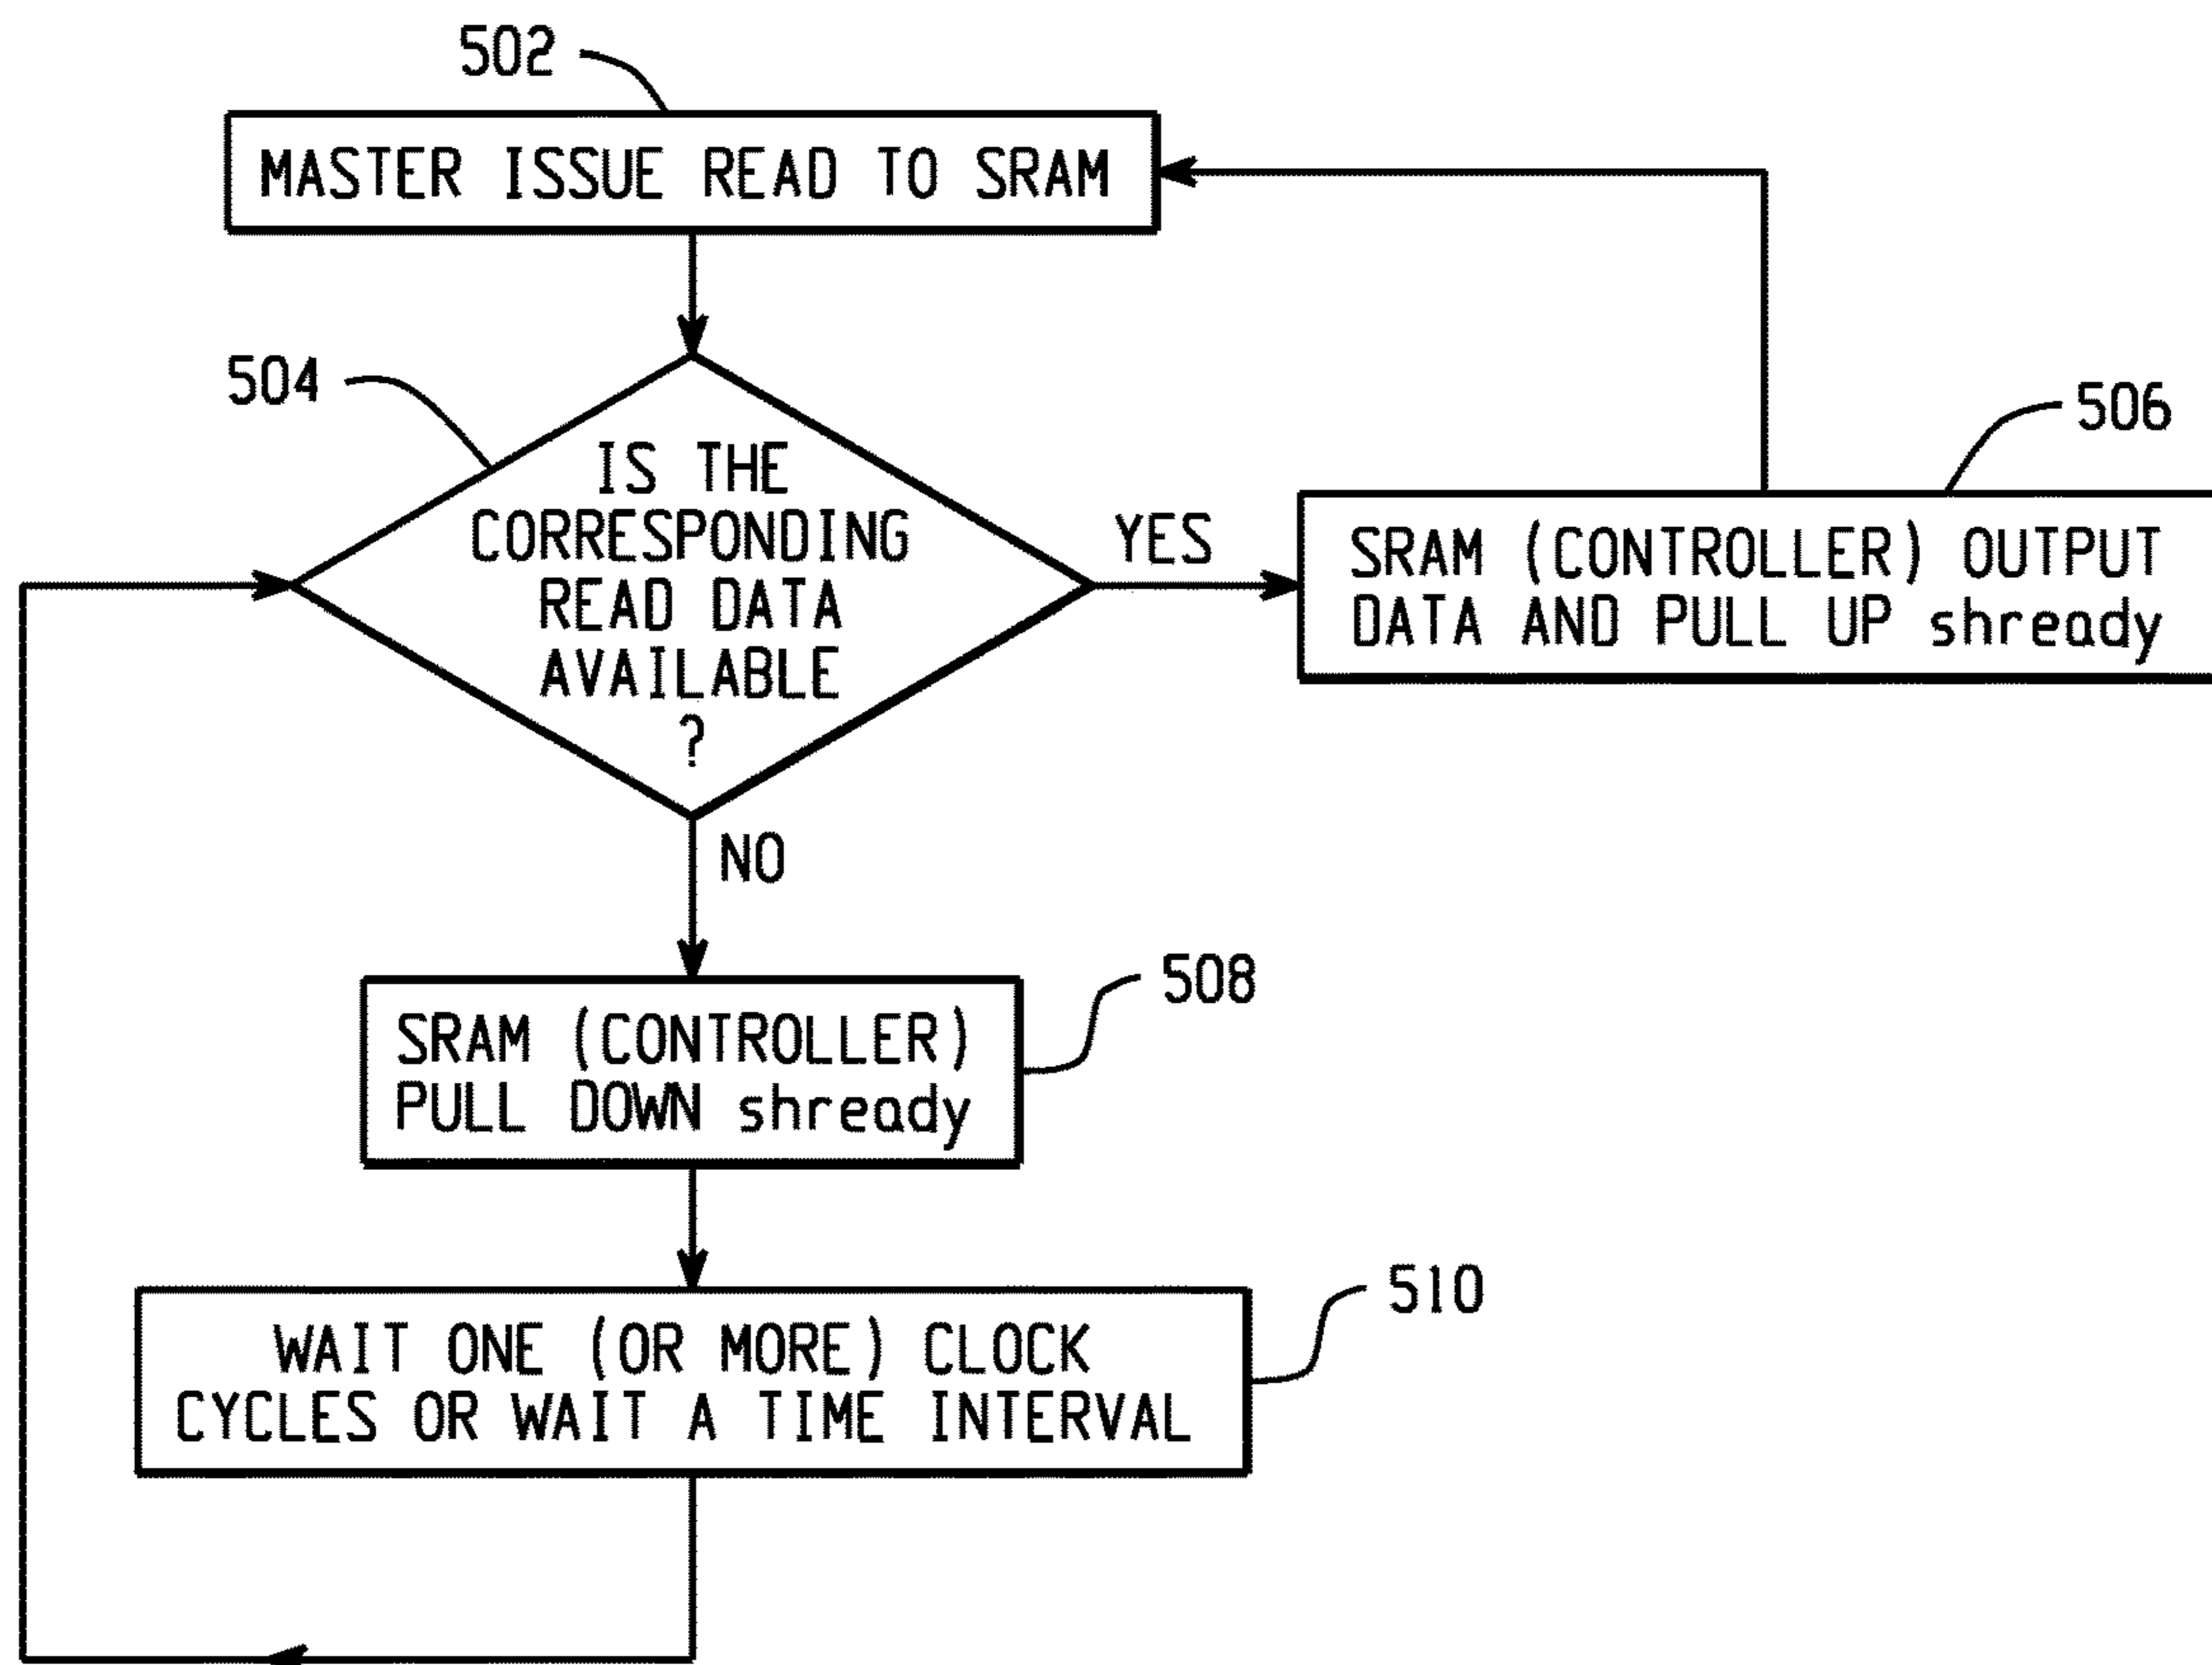 502
MASTER ISSUE READ TO SRAM
504
IS THE
CORRESPONDING
READ DATA
AVAILABLE
?
YES
506
SRAM (CONTROLLER) OUTPUT
DATA AND PULL UP shready
NO
508
SRAM (CONTROLLER)
PULL DOWN shready
510
WAIT ONE (OR MORE) CLOCK
CYCLES OR WAIT A TIME INTERVAL